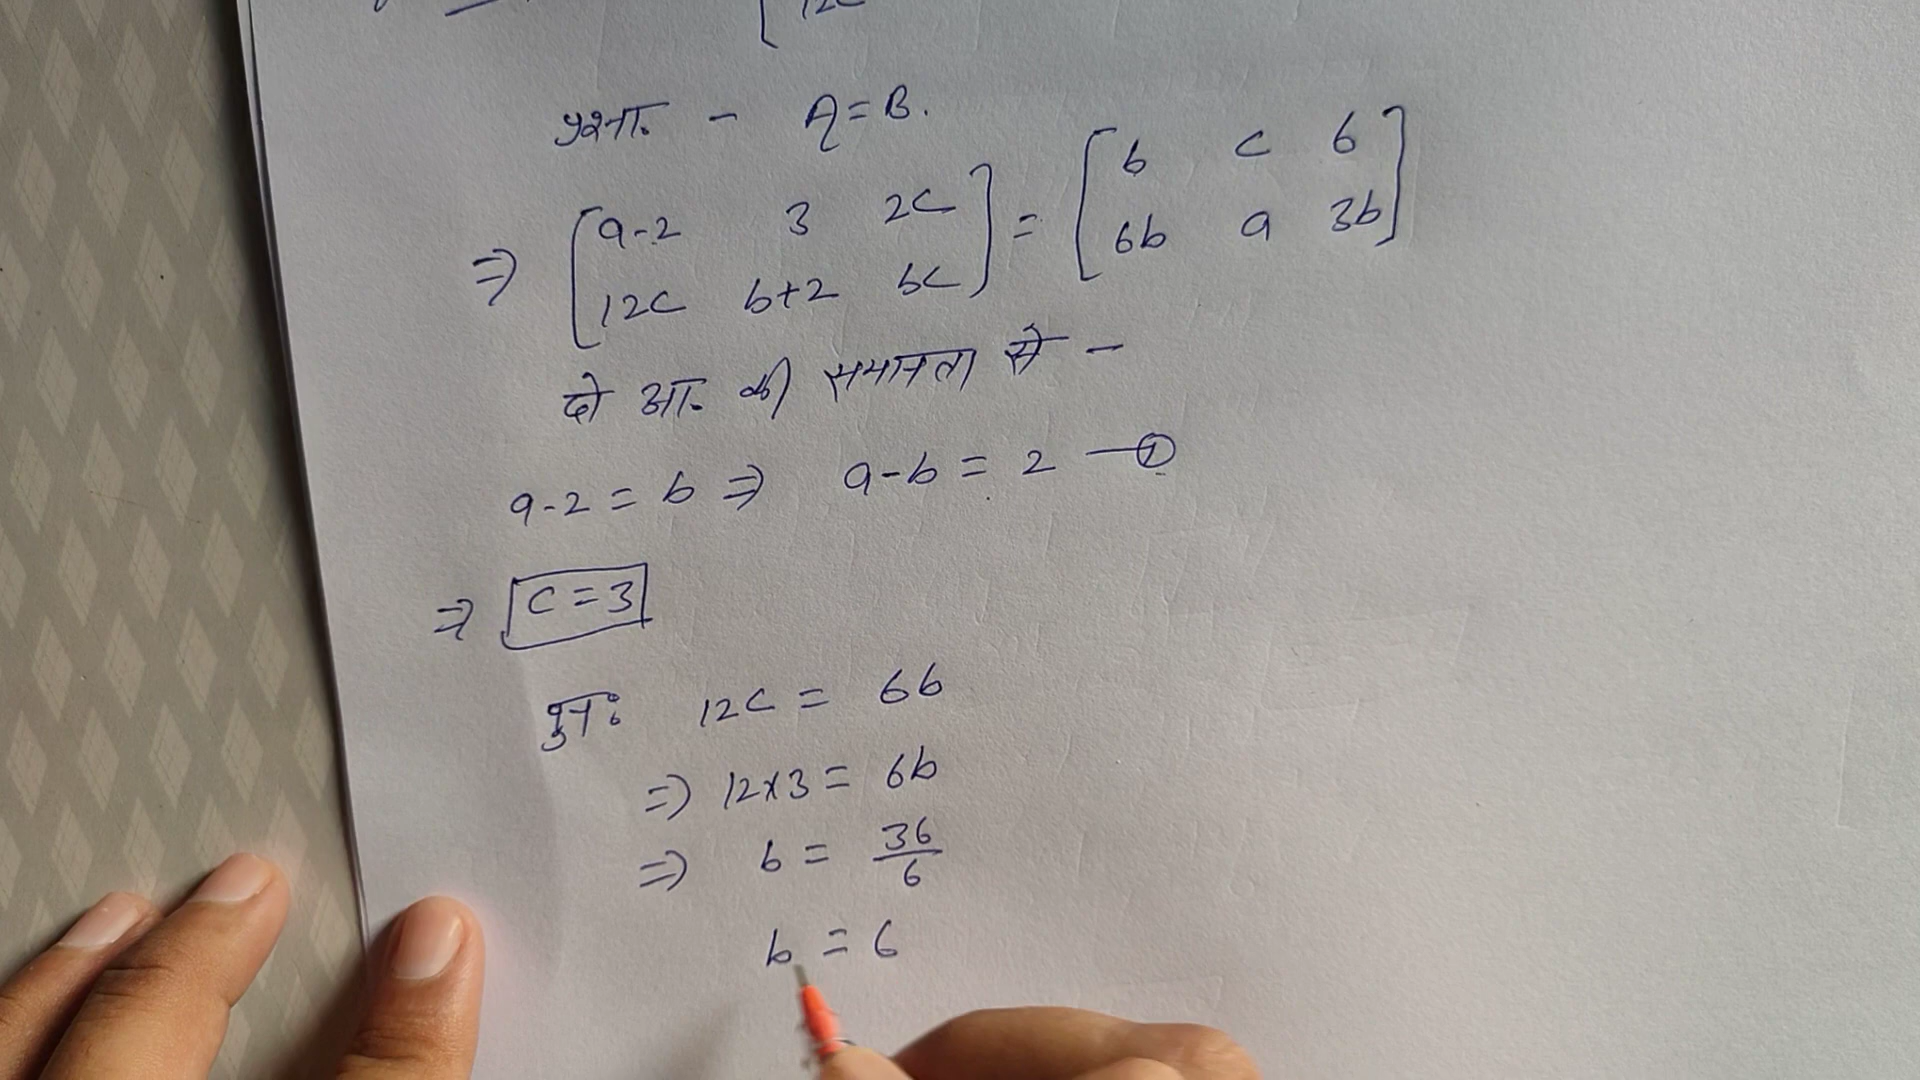 12C
प्रश्ना. - A = B.
⇒ [a-2 3 2C
12C b+2 bC] = [b c 6
6b a 3b]
दो आ. की समानता से -
a-2 = b ⇒ a-b = 2 — ①
⇒ C = 3
पुन: 12C = 6b
⇒ 12×3 = 6b
⇒ b = 36/6
b = 6